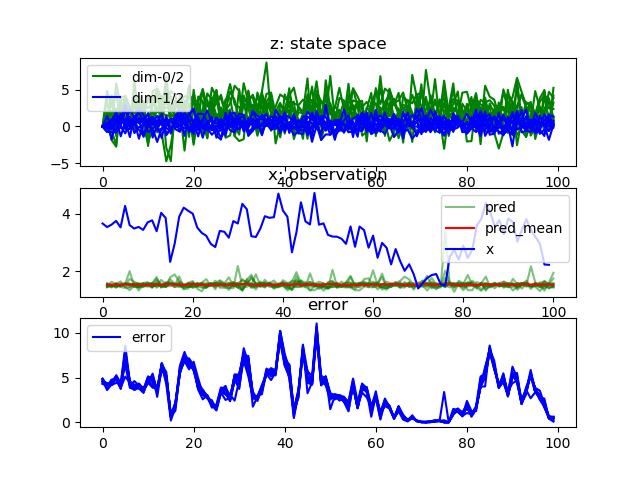 z: state space
dim-0/2
dim-1/2
5
0
−5
0 20 40 60 80 100
x: observation
pred
pred_mean
x
4
2
0 20 40 60 80 100
error
error
10
5
0
0 20 40 60 80 100